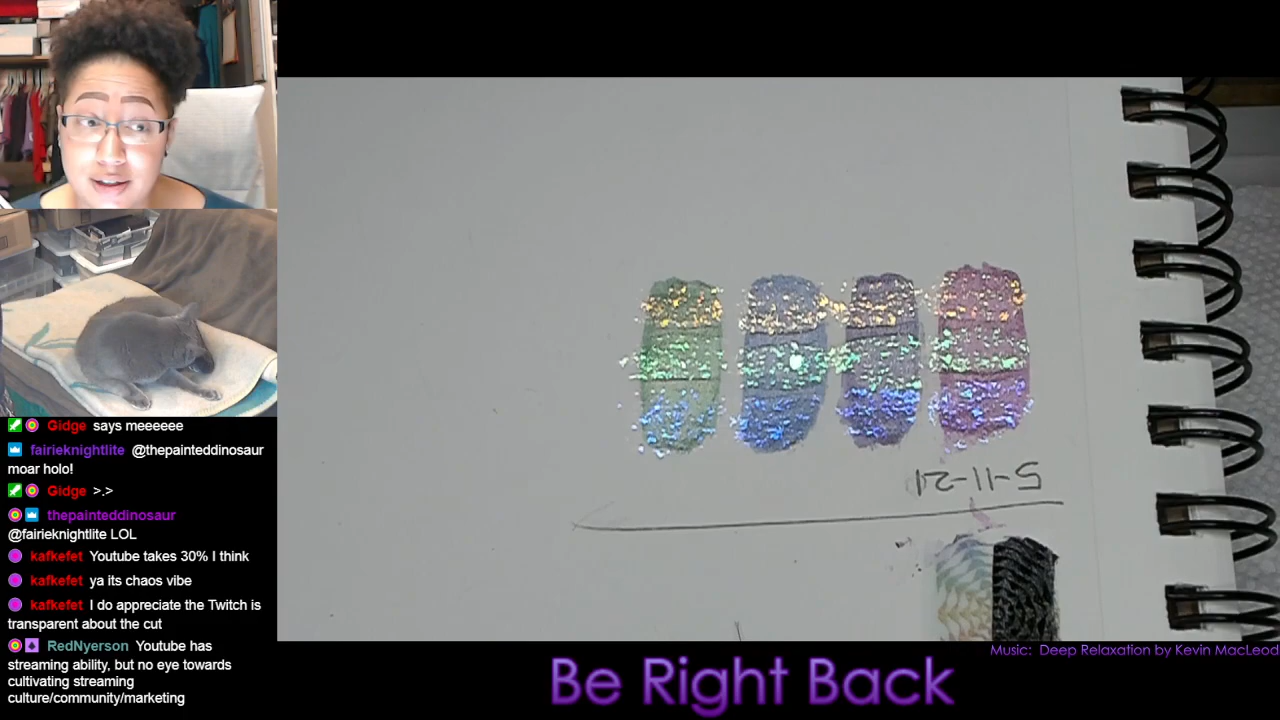 Gidge says meeeeee
fairieknightlite @thepainteddinosaur
moar holo!
Gidge >.>
thepainteddinosaur
@fairieknightlite LOL
kafkefet Youtube takes 30% I think
kafkefet ya its chaos vibe
kafkefet I do appreciate the Twitch is
transparent about the cut
RedNyerson Youtube has
streaming ability, but no eye towards
cultivating streaming
culture/community/marketing
5-11-21
Music: Deep Relaxation by Kevin MacLeod
Be Right Back